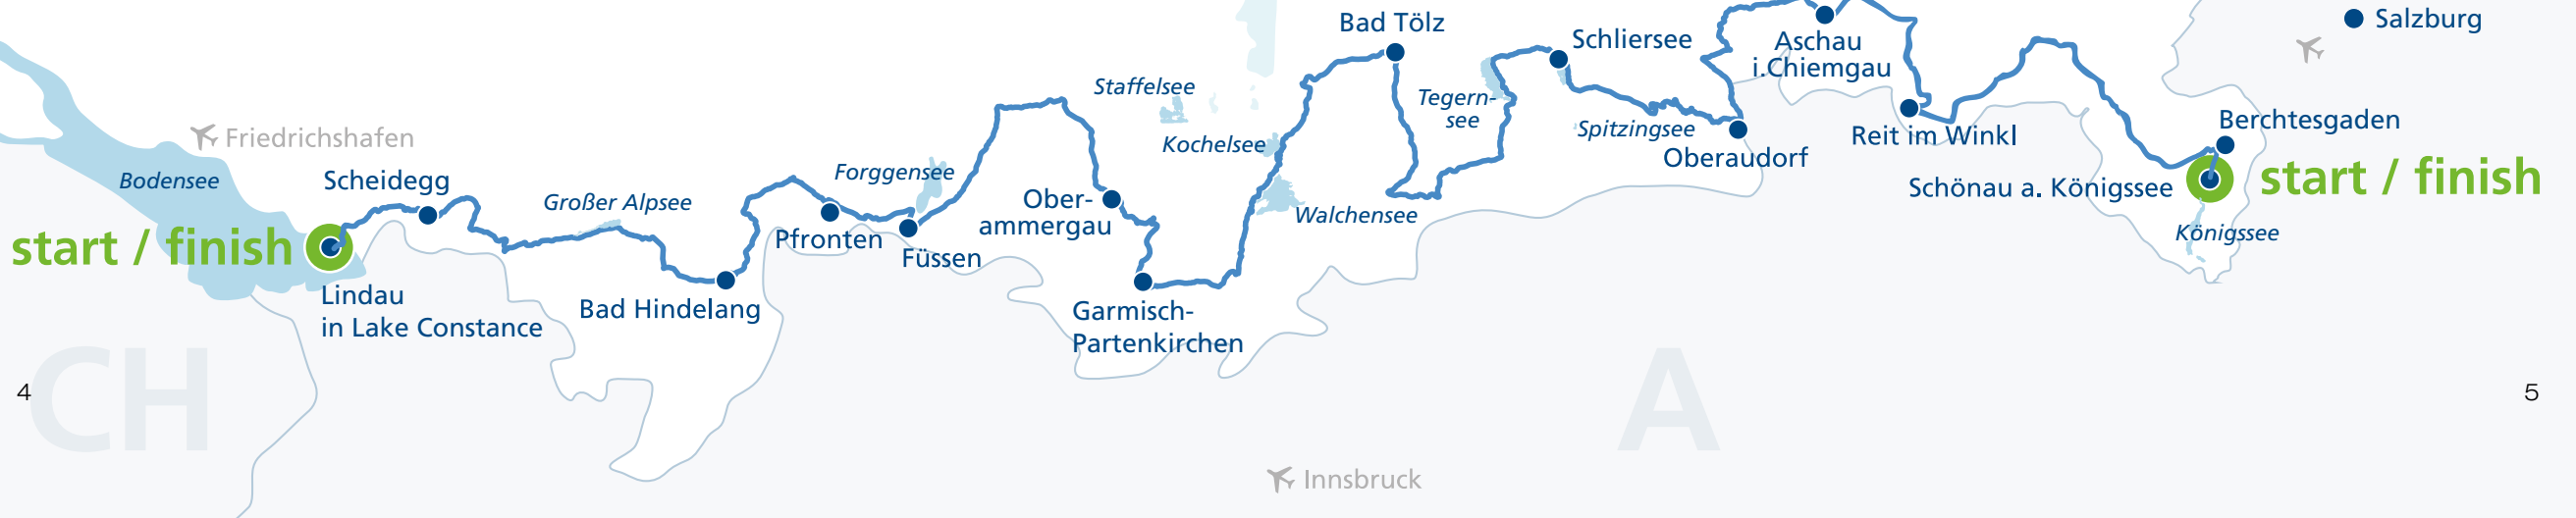 Bad Tölz
Schliersee
Aschau
i.Chiemgau
Salzburg
Staffelsee
Tegern-
see
Friedrichshafen
Kochelsee
Spitzingsee
Oberaudorf
Reit im Winkl
Berchtesgaden
Bodensee
Scheidegg
Großer Alpsee
Forggensee
Ober-
ammergau
Walchensee
Schönau a. Königssee
start / finish
Königssee
start / finish
Pfronten
Füssen
Lindau
in Lake Constance
Bad Hindelang
Garmisch-
Partenkirchen
4
CH
A
5
Innsbruck